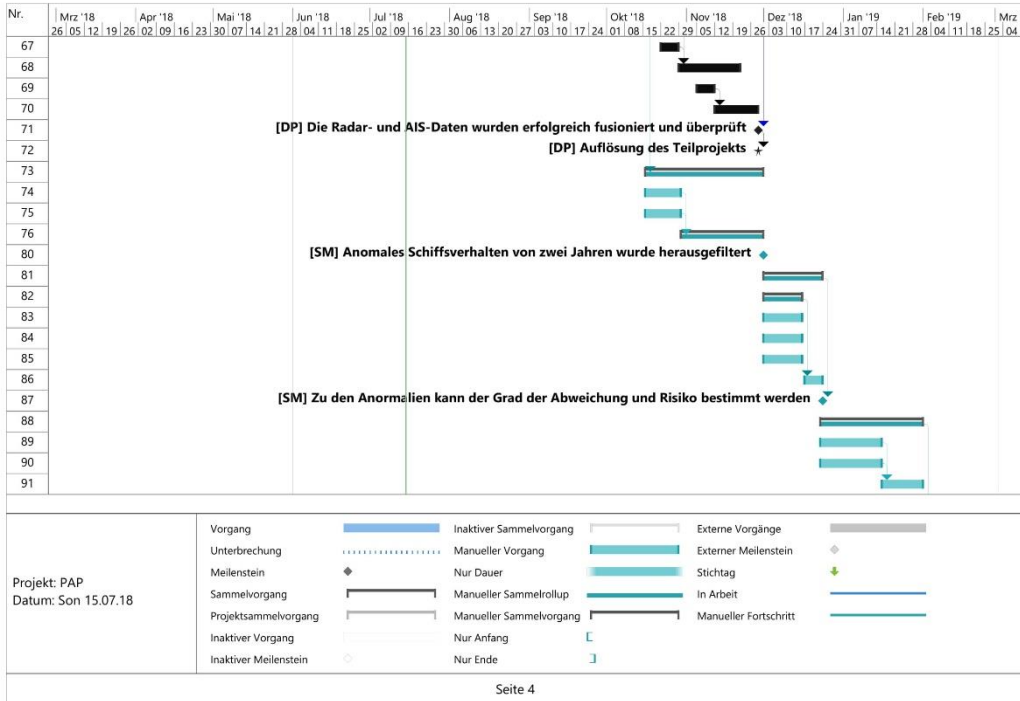 Nr. Mrz '18 Apr '18 Mai '18 Jun '18 Jul '18 Aug '18 Sep '18 Okt '18 Nov '18 Dez '18 Jan '19 Feb '19 Mrz
26 05 12 19 26 02 09 16 23 30 07 14 21 28 04 11 18 25 02 09 16 23 30 06 13 20 27 03 10 17 24 01 08 15 22 29 05 12 19 26 03 10 17 24 31 07 14 21 28 04 11 18 25 04
67
68
69
70
71 [DP] Die Radar- und AIS-Daten wurden erfolgreich fusioniert und überprüft
72 [DP] Auflösung des Teilprojekts
73
74
75
76
80 [SM] Anomales Schiffsverhalten von zwei Jahren wurde herausgefiltert
81
82
83
84
85
86
87 [SM] Zu den Anormalien kann der Grad der Abweichung und Risiko bestimmt werden
88
89
90
91
Projekt: PAP
Datum: Son 15.07.18
Vorgang
Unterbrechung
Meilenstein
Sammelvorgang
Projektsammelvorgang
Inaktiver Vorgang
Inaktiver Meilenstein
Inaktiver Sammelvorgang
Manueller Vorgang
Nur Dauer
Manueller Sammelrollup
Manueller Sammelvorgang
Nur Anfang
Nur Ende
Externe Vorgänge
Externer Meilenstein
Stichtag
In Arbeit
Manueller Fortschritt
Seite 4